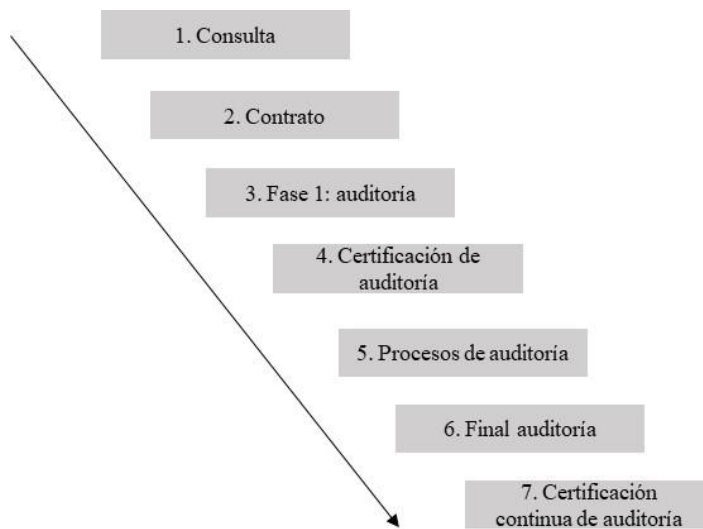 1. Consulta
2. Contrato
3. Fase 1: auditoría
4. Certificación de
auditoría
5. Procesos de auditoría
6. Final auditoría
7. Certificación
continua de auditoría